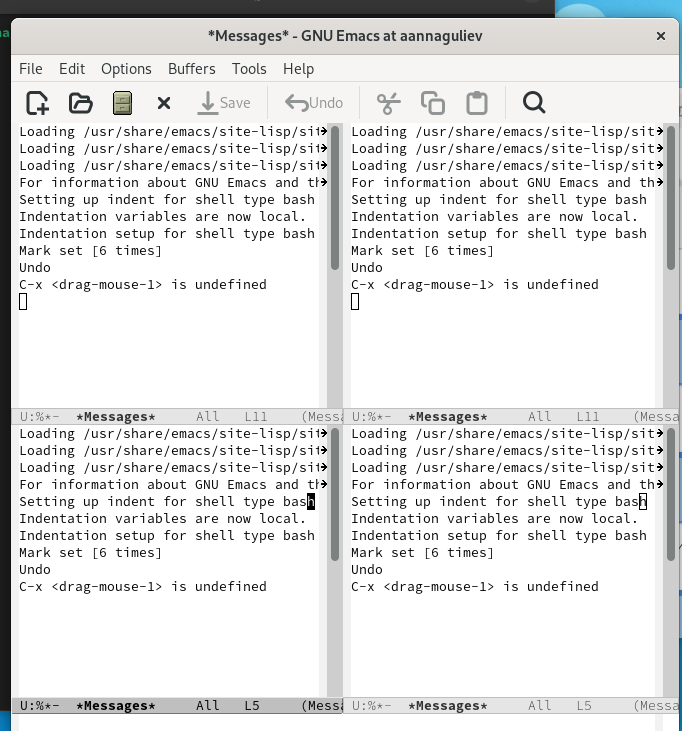 *Messages* - GNU Emacs at aannaguliev
File Edit Options Buffers Tools Help
Save Undo
Loading /usr/share/emacs/site-lisp/sit
Loading /usr/share/emacs/site-lisp/sit
Loading /usr/share/emacs/site-lisp/sit
For information about GNU Emacs and th
Setting up indent for shell type bash
Indentation variables are now local.
Indentation setup for shell type bash
Mark set [6 times]
Undo
C-x <drag-mouse-1> is undefined
U:%*- *Messages* All L11 (Messa
Loading /usr/share/emacs/site-lisp/sit
Loading /usr/share/emacs/site-lisp/sit
Loading /usr/share/emacs/site-lisp/sit
For information about GNU Emacs and th
Setting up indent for shell type bash
Indentation variables are now local.
Indentation setup for shell type bash
Mark set [6 times]
Undo
C-x <drag-mouse-1> is undefined
U:%*- *Messages* All L11 (Messa
Loading /usr/share/emacs/site-lisp/sit
Loading /usr/share/emacs/site-lisp/sit
Loading /usr/share/emacs/site-lisp/sit
For information about GNU Emacs and th
Setting up indent for shell type bash
Indentation variables are now local.
Indentation setup for shell type bash
Mark set [6 times]
Undo
C-x <drag-mouse-1> is undefined
U:%*- *Messages* All L5 (Messa
Loading /usr/share/emacs/site-lisp/sit
Loading /usr/share/emacs/site-lisp/sit
Loading /usr/share/emacs/site-lisp/sit
For information about GNU Emacs and th
Setting up indent for shell type bash
Indentation variables are now local.
Indentation setup for shell type bash
Mark set [6 times]
Undo
C-x <drag-mouse-1> is undefined
U:%*- *Messages* All L5 (Messa